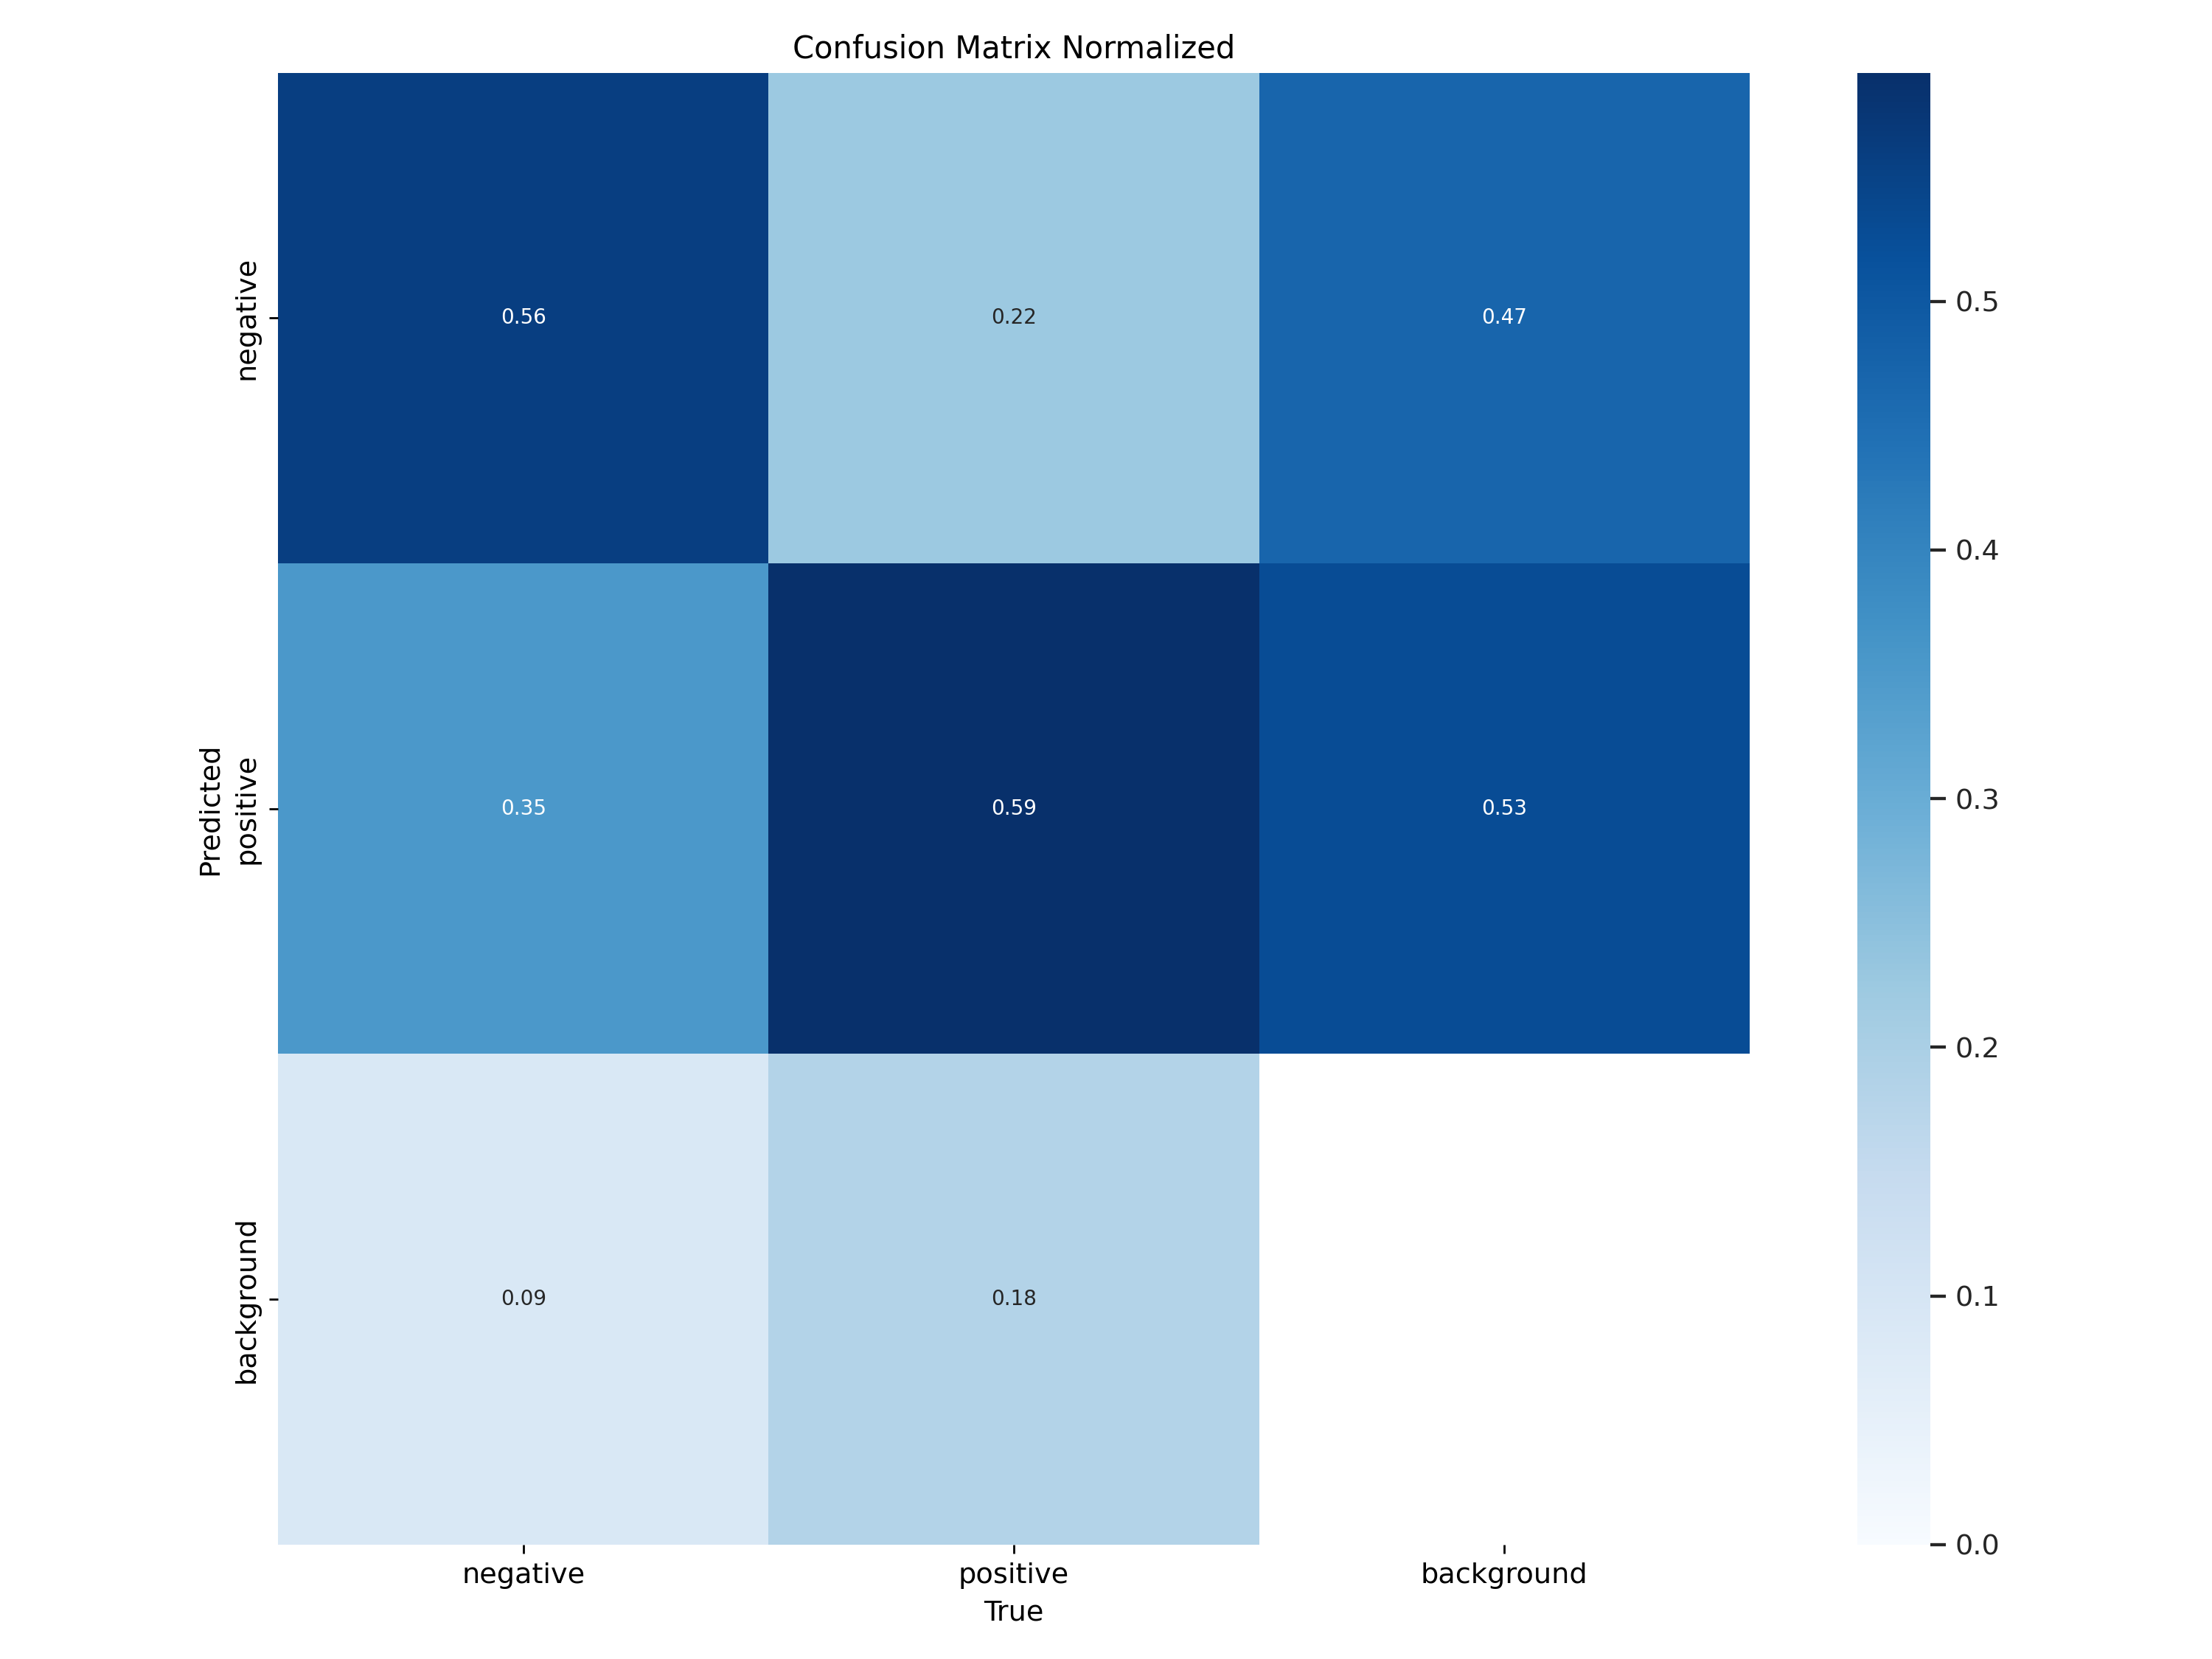 Confusion Matrix Normalized
negative
0.56
0.22
0.47
Predicted
positive
0.35
0.59
0.53
background
0.09
0.18
negative
positive
background
True
0.5
0.4
0.3
0.2
0.1
0.0